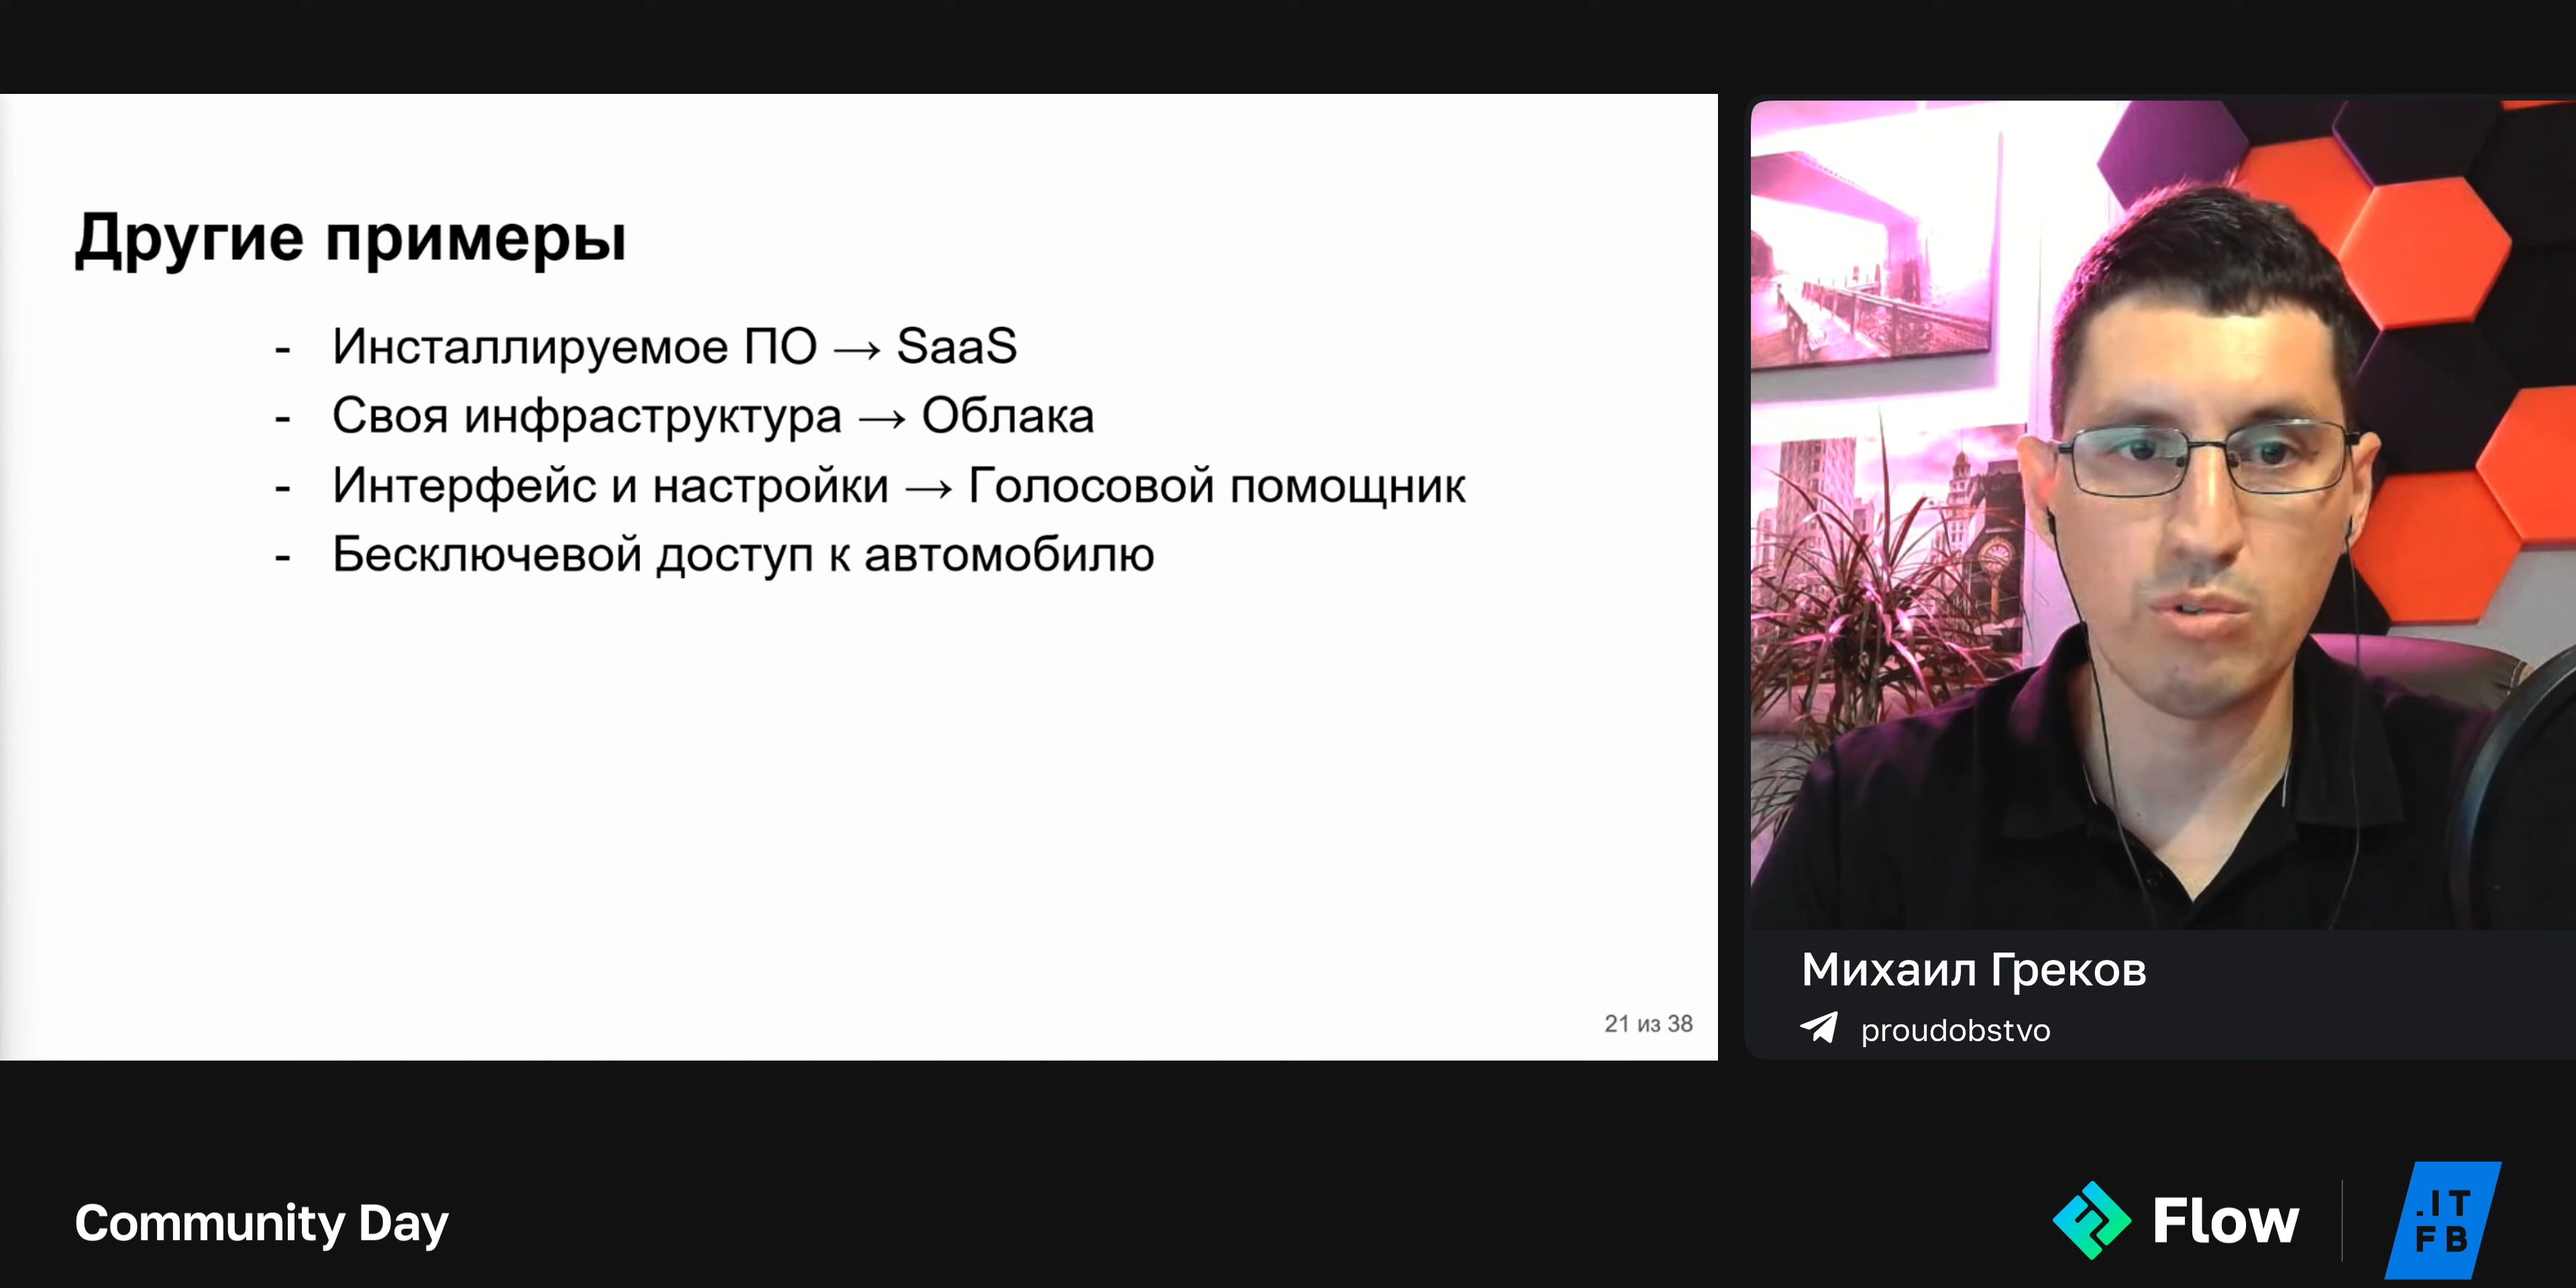 Другие примеры
- Инсталлируемое ПО → SaaS
- Своя инфраструктура → Облака
- Интерфейс и настройки → Голосовой помощник
- Бесключевой доступ к автомобилю
21 из 38
Михаил Греков
proudobstvo
Community Day
Flow
.IT
FB